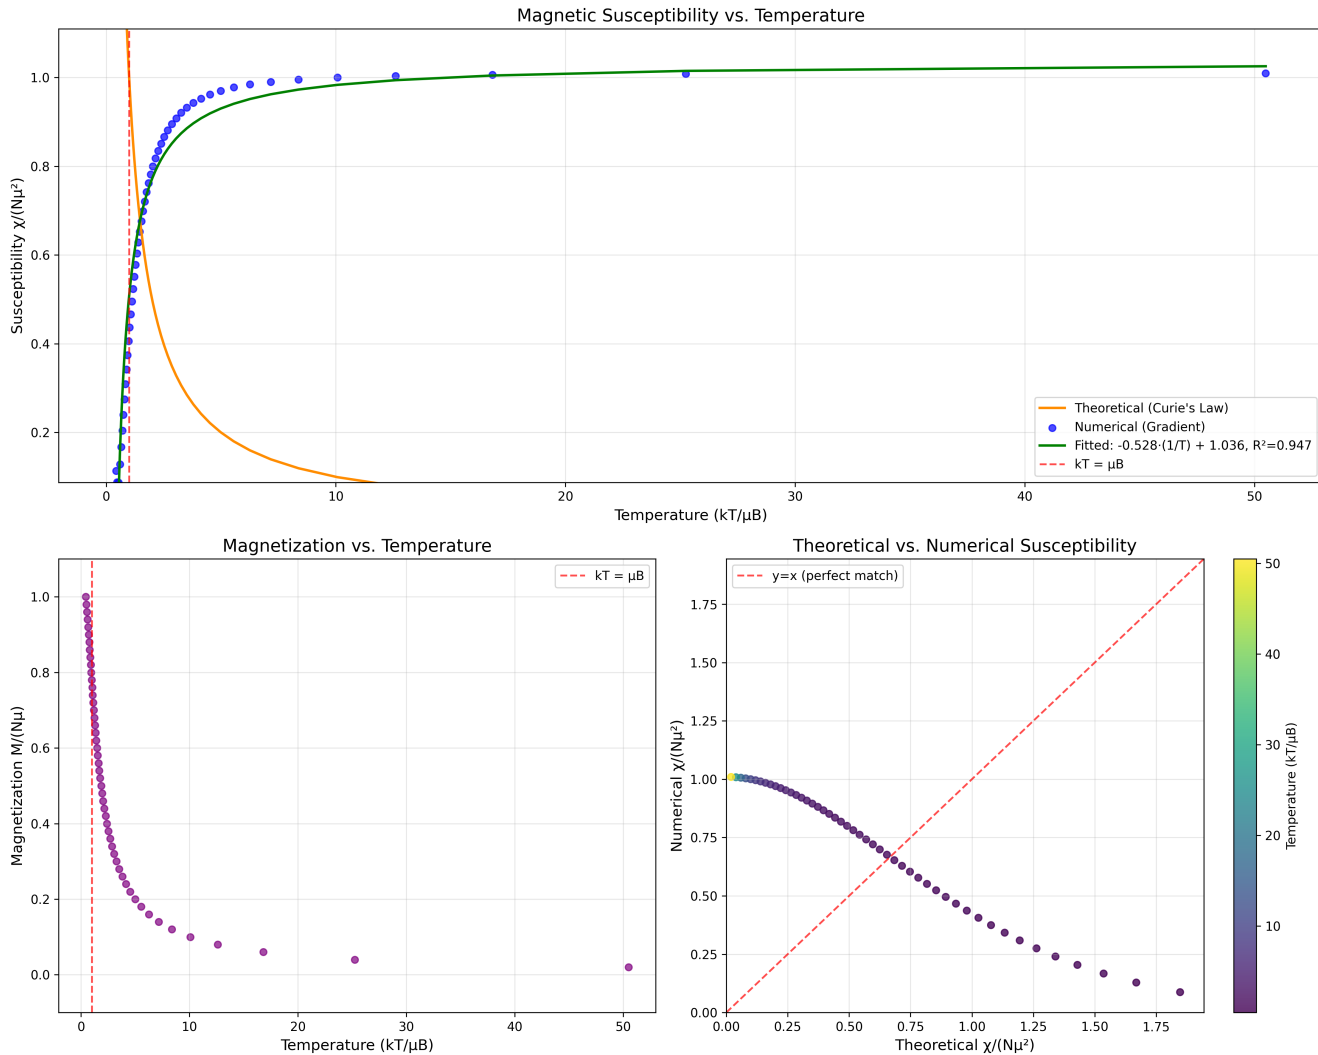 Magnetic Susceptibility vs. Temperature
1.0
0.8
0.6
0.4
0.2
Susceptibility χ/(Nμ²)
Theoretical (Curie's Law)
Numerical (Gradient)
Fitted: -0.528·(1/T) + 1.036, R²=0.947
kT = μB
0 10 20 30 40 50
Temperature (kT/μB)
Magnetization vs. Temperature
kT = μB
1.0
0.8
0.6
0.4
0.2
0.0
Magnetization M/(Nμ)
0 10 20 30 40 50
Temperature (kT/μB)
Theoretical vs. Numerical Susceptibility
y=x (perfect match)
1.75
1.50
1.25
1.00
0.75
0.50
0.25
0.00
Numerical χ/(Nμ²)
0.00 0.25 0.50 0.75 1.00 1.25 1.50 1.75
Theoretical χ/(Nμ²)
50
40
30
20
10
Temperature (kT/μB)